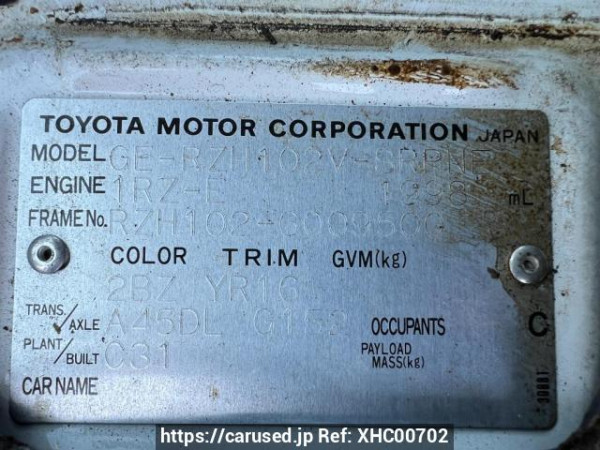 TOYOTA MOTOR CORPORATION JAPAN
MODEL GE-RZH102V-
ENGINE 1RZ-E 1998 mL
FRAME No. RZH102-
COLOR TRIM GVM(kg)
2BZ YR16
TRANS./AXLE A45DL G152 OCCUPANTS C
PLANT/BUILT C31 PAYLOAD MASS(kg)
CAR NAME
https://carused.jp Ref: XHC00702